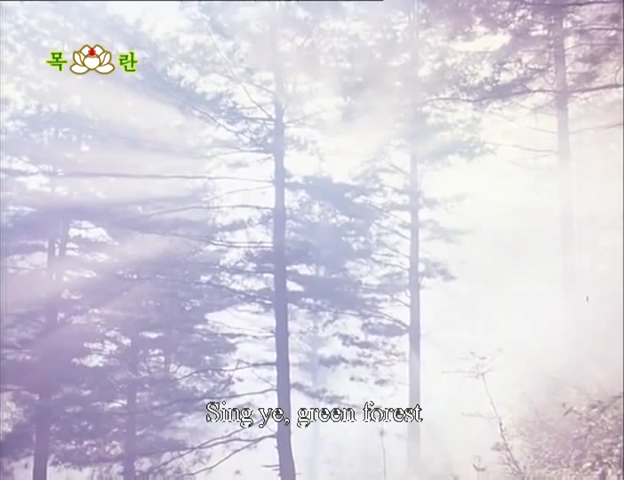 목란
Sing ye, green forest